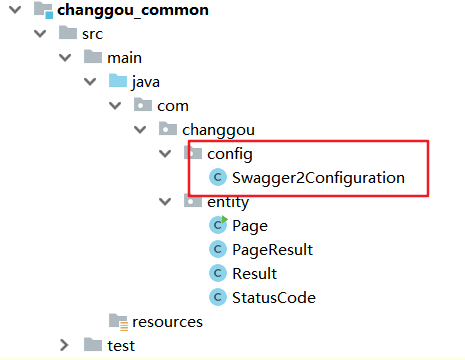 changgou_common
src
main
java
com
changgou
config
Swagger2Configuration
entity
Page
PageResult
Result
StatusCode
resources
test